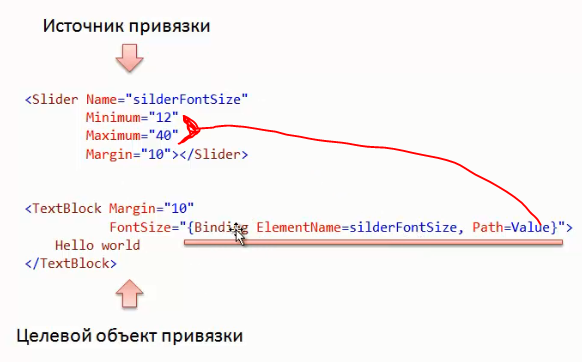 Источник привязки
<Slider Name="silderFontSize"
Minimum="12"
Maximum="40"
Margin="10"></Slider>
<TextBlock Margin="10"
FontSize="{Binding ElementName=silderFontSize, Path=Value}">
Hello world
</TextBlock>
Целевой объект привязки